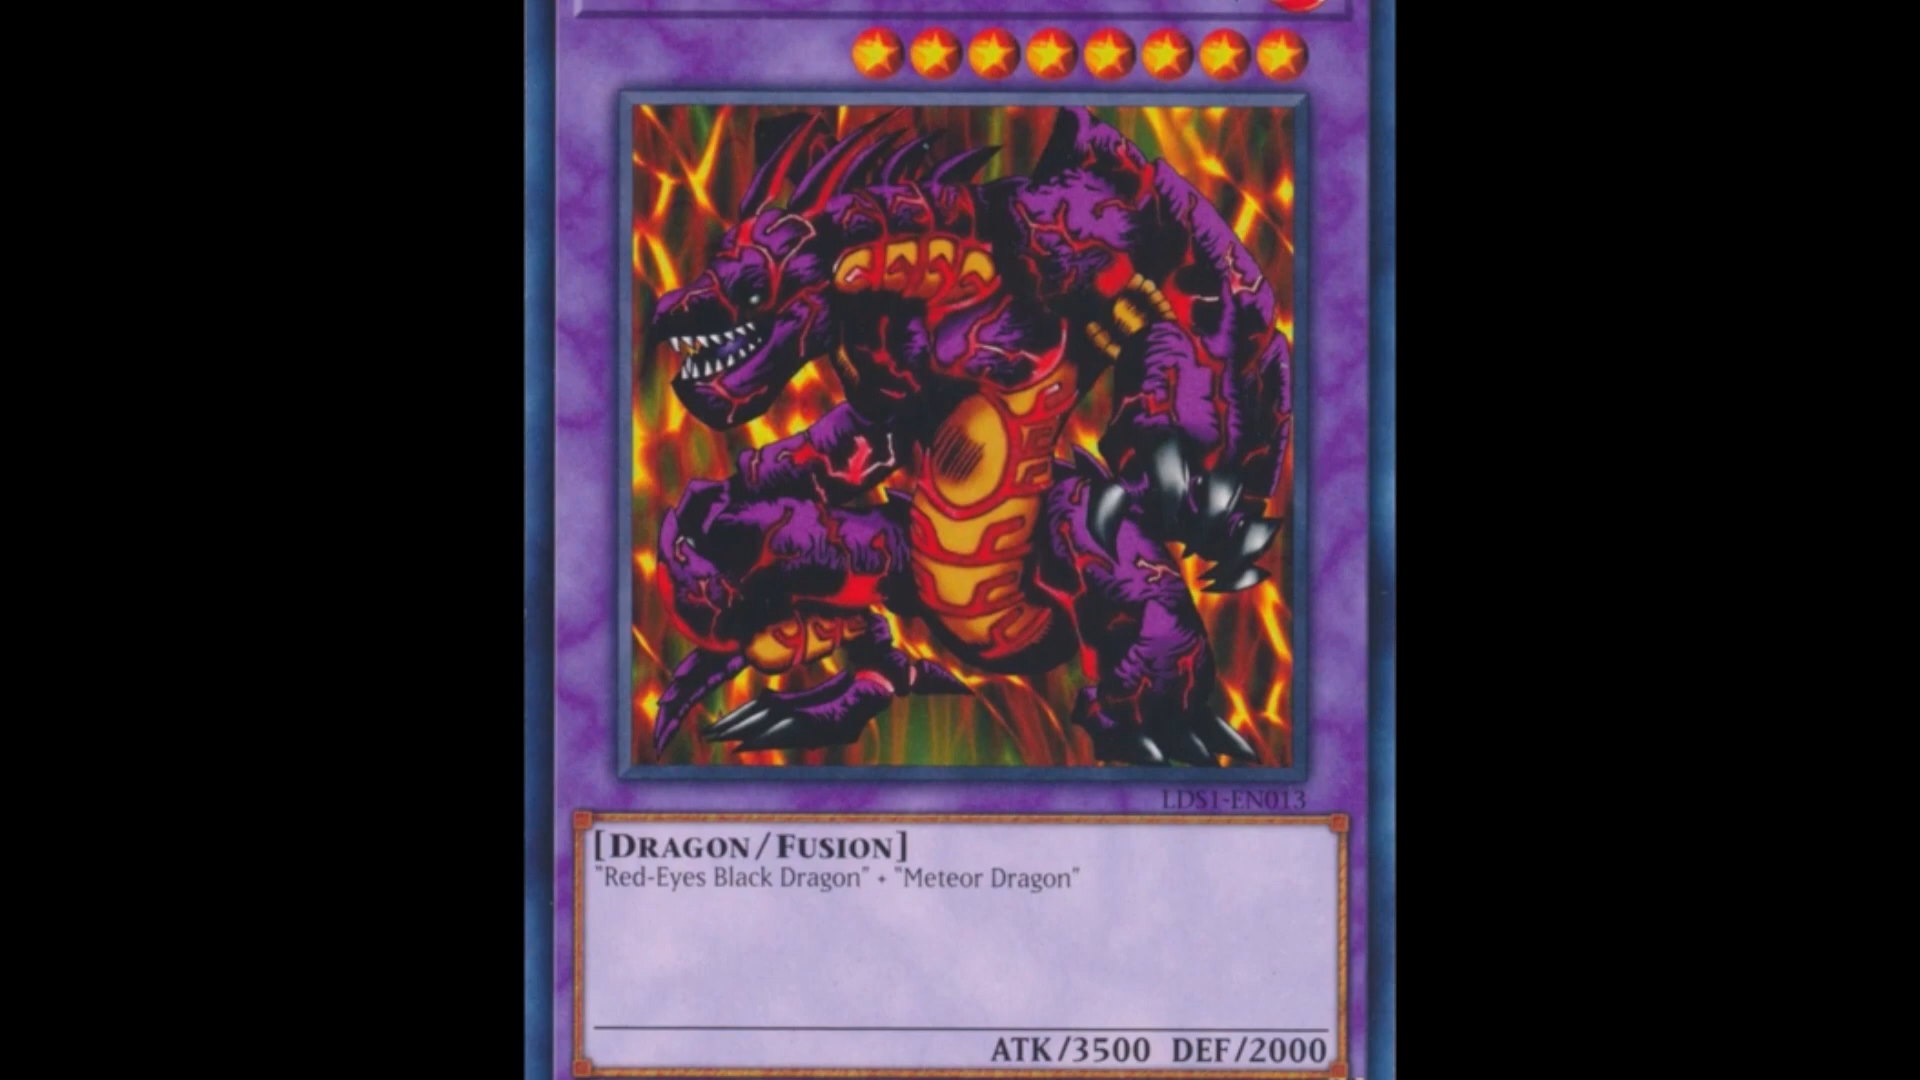 LDS1-EN013
[DRAGON/FUSION]
"Red-Eyes Black Dragon" + "Meteor Dragon"
ATK/3500 DEF/2000